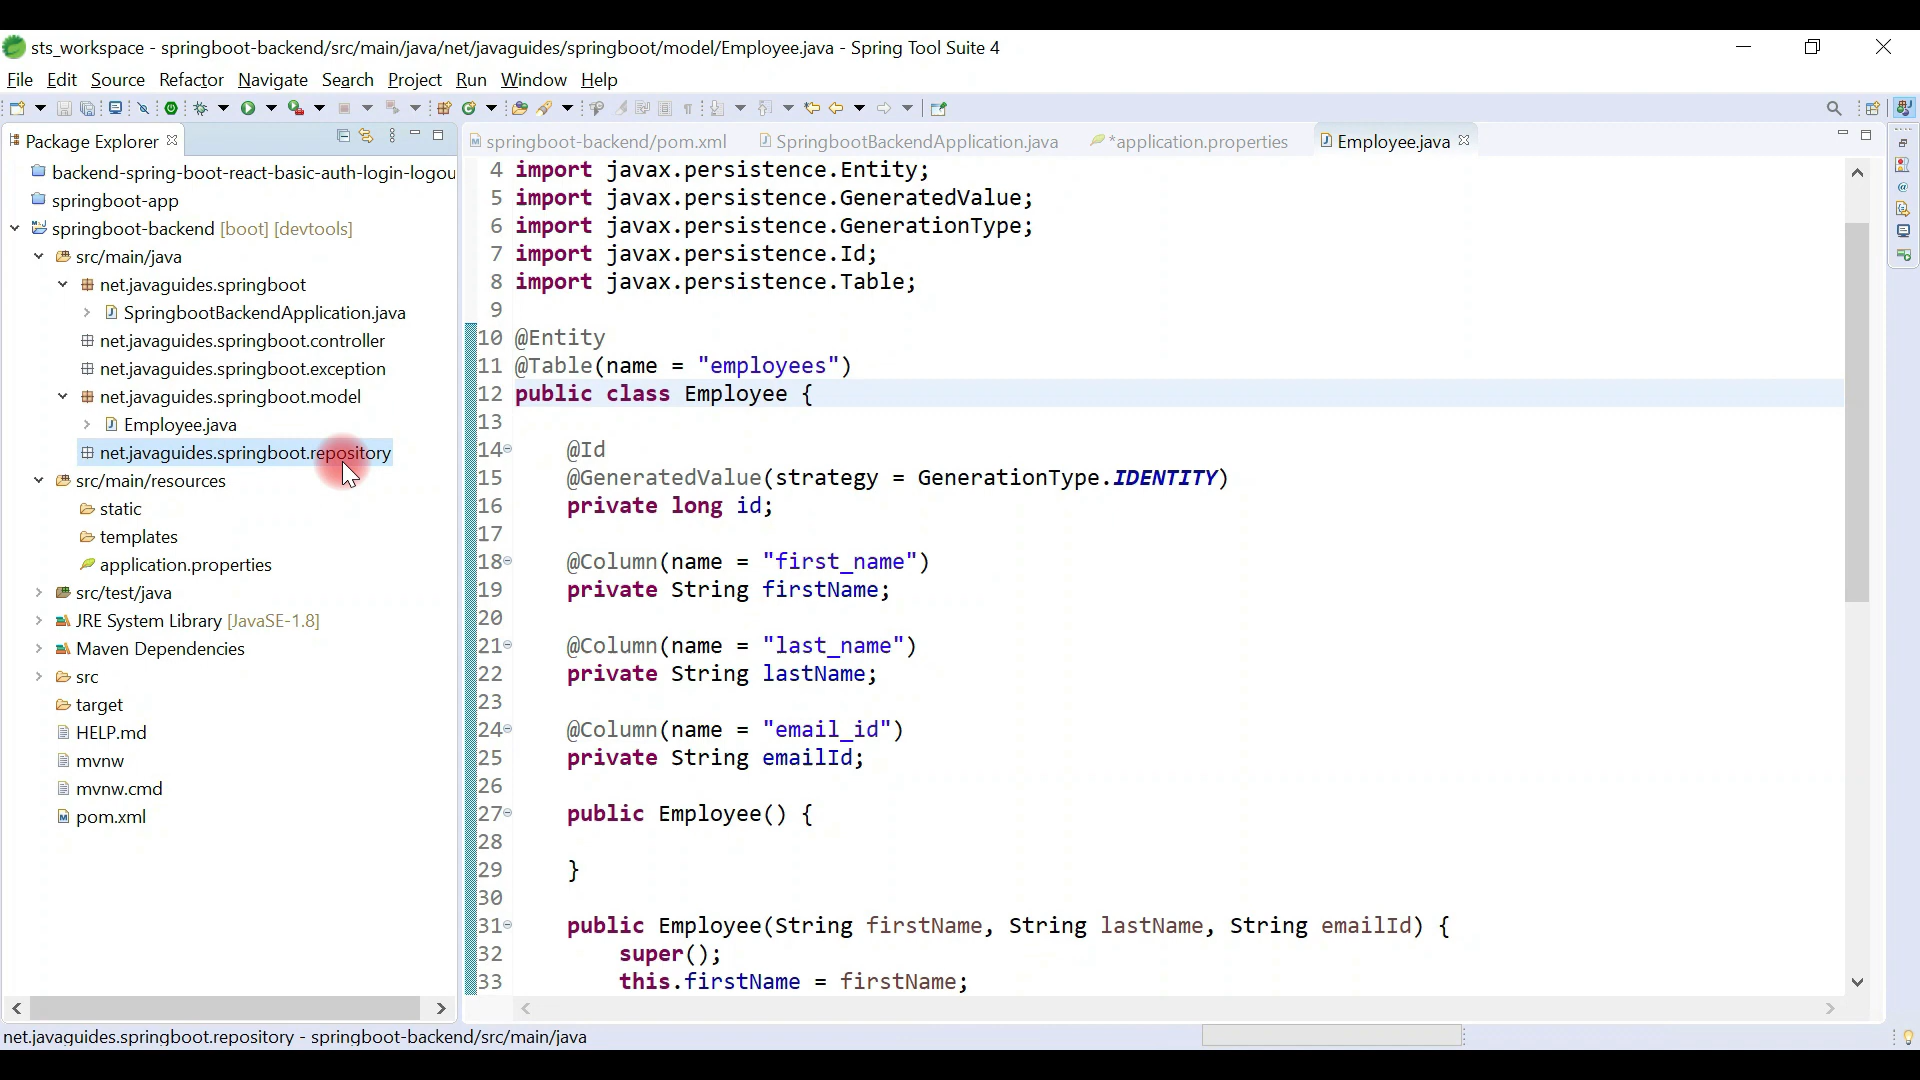 sts_workspace - springboot-backend/src/main/java/net/javaguides/springboot/model/Employee.java - Spring Tool Suite 4
File Edit Source Refactor Navigate Search Project Run Window Help
Package Explorer
springboot-backend/pom.xml SpringbootBackendApplication.java *application.properties Employee.java
backend-spring-boot-react-basic-auth-login-logou
springboot-app
springboot-backend [boot] [devtools]
src/main/java
net.javaguides.springboot
SpringbootBackendApplication.java
net.javaguides.springboot.controller
net.javaguides.springboot.exception
net.javaguides.springboot.model
Employee.java
net.javaguides.springboot.repository
src/main/resources
static
templates
application.properties
src/test/java
JRE System Library [JavaSE-1.8]
Maven Dependencies
src
target
HELP.md
mvnw
mvnw.cmd
pom.xml
4 import javax.persistence.Entity;
5 import javax.persistence.GeneratedValue;
6 import javax.persistence.GenerationType;
7 import javax.persistence.Id;
8 import javax.persistence.Table;
9
10 @Entity
11 @Table(name = "employees")
12 public class Employee {
13
14 @Id
15 @GeneratedValue(strategy = GenerationType.IDENTITY)
16 private long id;
17
18 @Column(name = "first_name")
19 private String firstName;
20
21 @Column(name = "last_name")
22 private String lastName;
23
24 @Column(name = "email_id")
25 private String emailId;
26
27 public Employee() {
28
29 }
30
31 public Employee(String firstName, String lastName, String emailId) {
32 super();
33 this.firstName = firstName;
net.javaguides.springboot.repository - springboot-backend/src/main/java